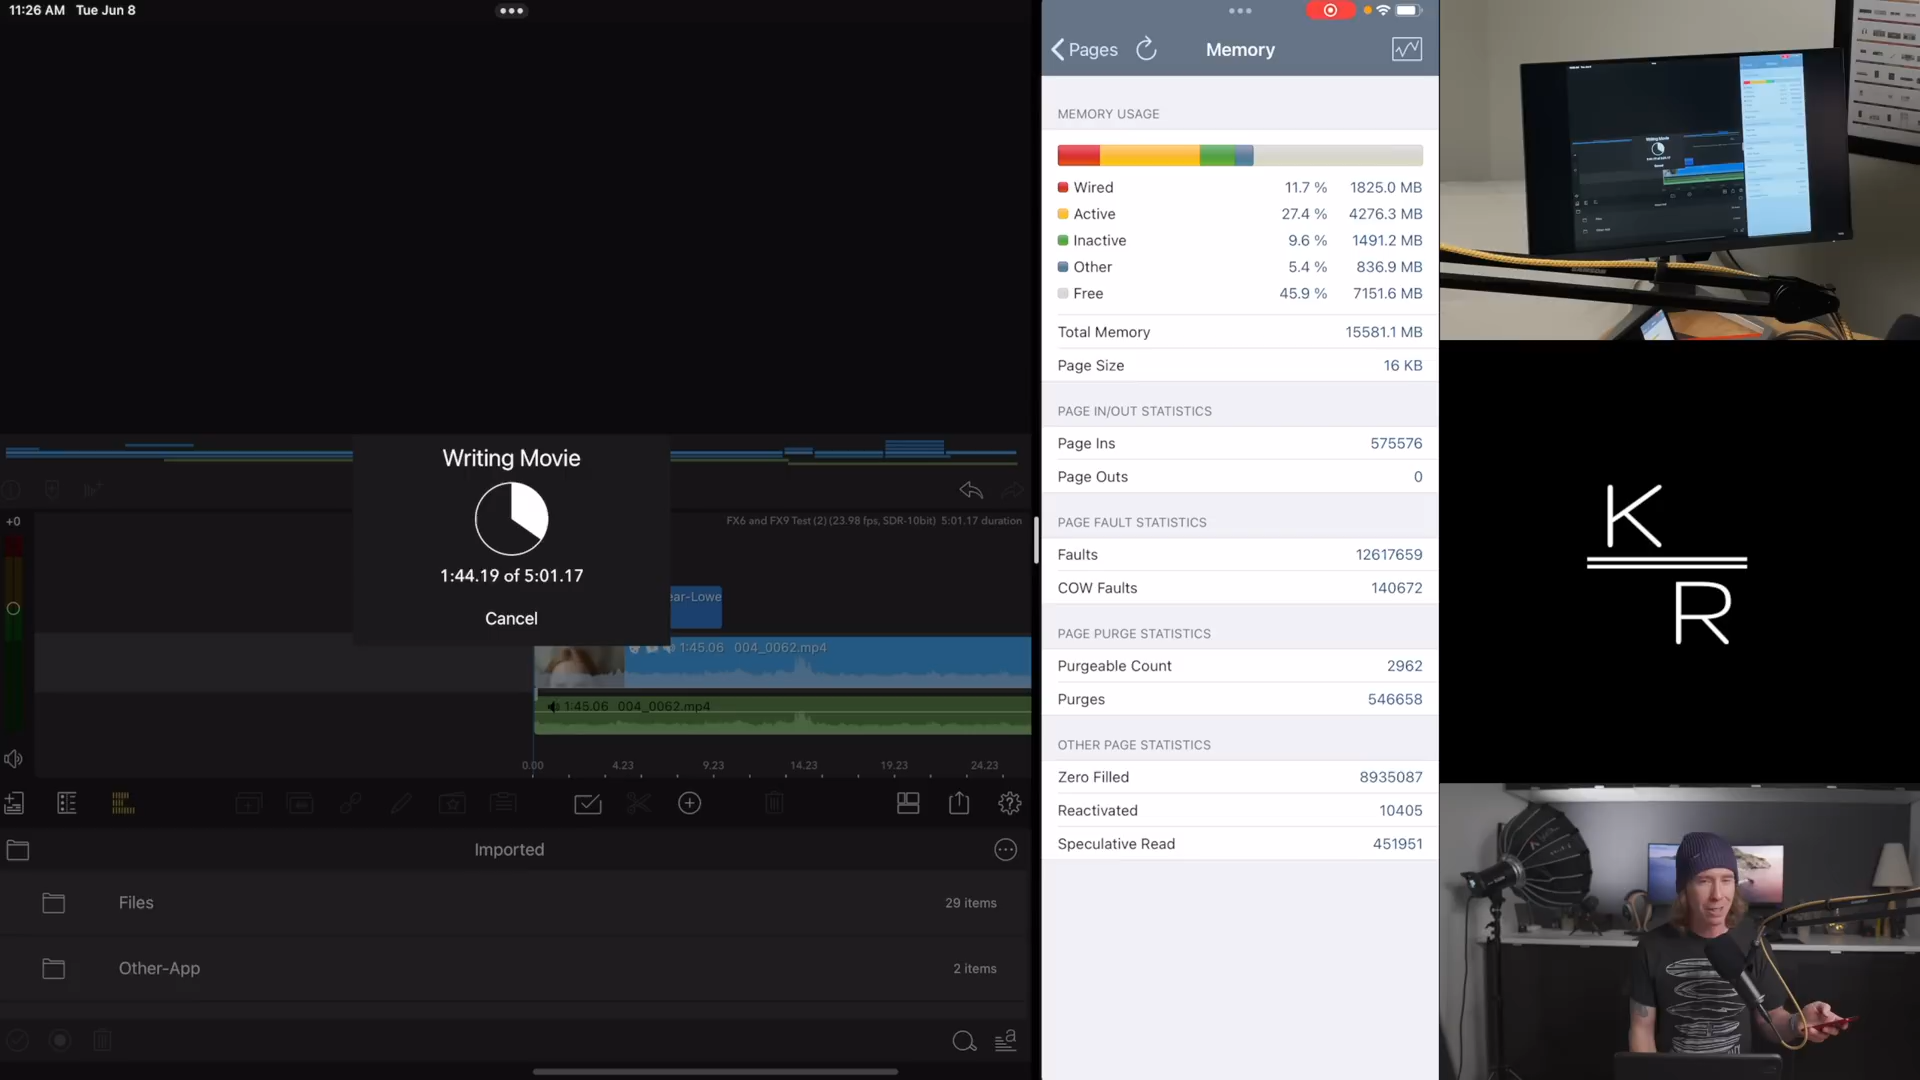 11:26 AM Tue Jun 8
Writing Movie
1:44.19 of 5:01.17
Cancel
+0
FX6 and FX9 Test (2) (23.98 fps, SDR-10bit) 5:01.17 duration
ear-Lowe
1:45.06 004_0062.mp4
1:45.06 004_0062.mp4
0.00 4.23 9.23 14.23 19.23 24.23
Imported
Files 29 items
Other-App 2 items
Pages Memory
MEMORY USAGE
Wired 11.7 % 1825.0 MB
Active 27.4 % 4276.3 MB
Inactive 9.6 % 1491.2 MB
Other 5.4 % 836.9 MB
Free 45.9 % 7151.6 MB
Total Memory 15581.1 MB
Page Size 16 KB
PAGE IN/OUT STATISTICS
Page Ins 575576
Page Outs 0
PAGE FAULT STATISTICS
Faults 12617659
COW Faults 140672
PAGE PURGE STATISTICS
Purgeable Count 2962
Purges 546658
OTHER PAGE STATISTICS
Zero Filled 8935087
Reactivated 10405
Speculative Read 451951
Writing Movie
SAMSON
K
R